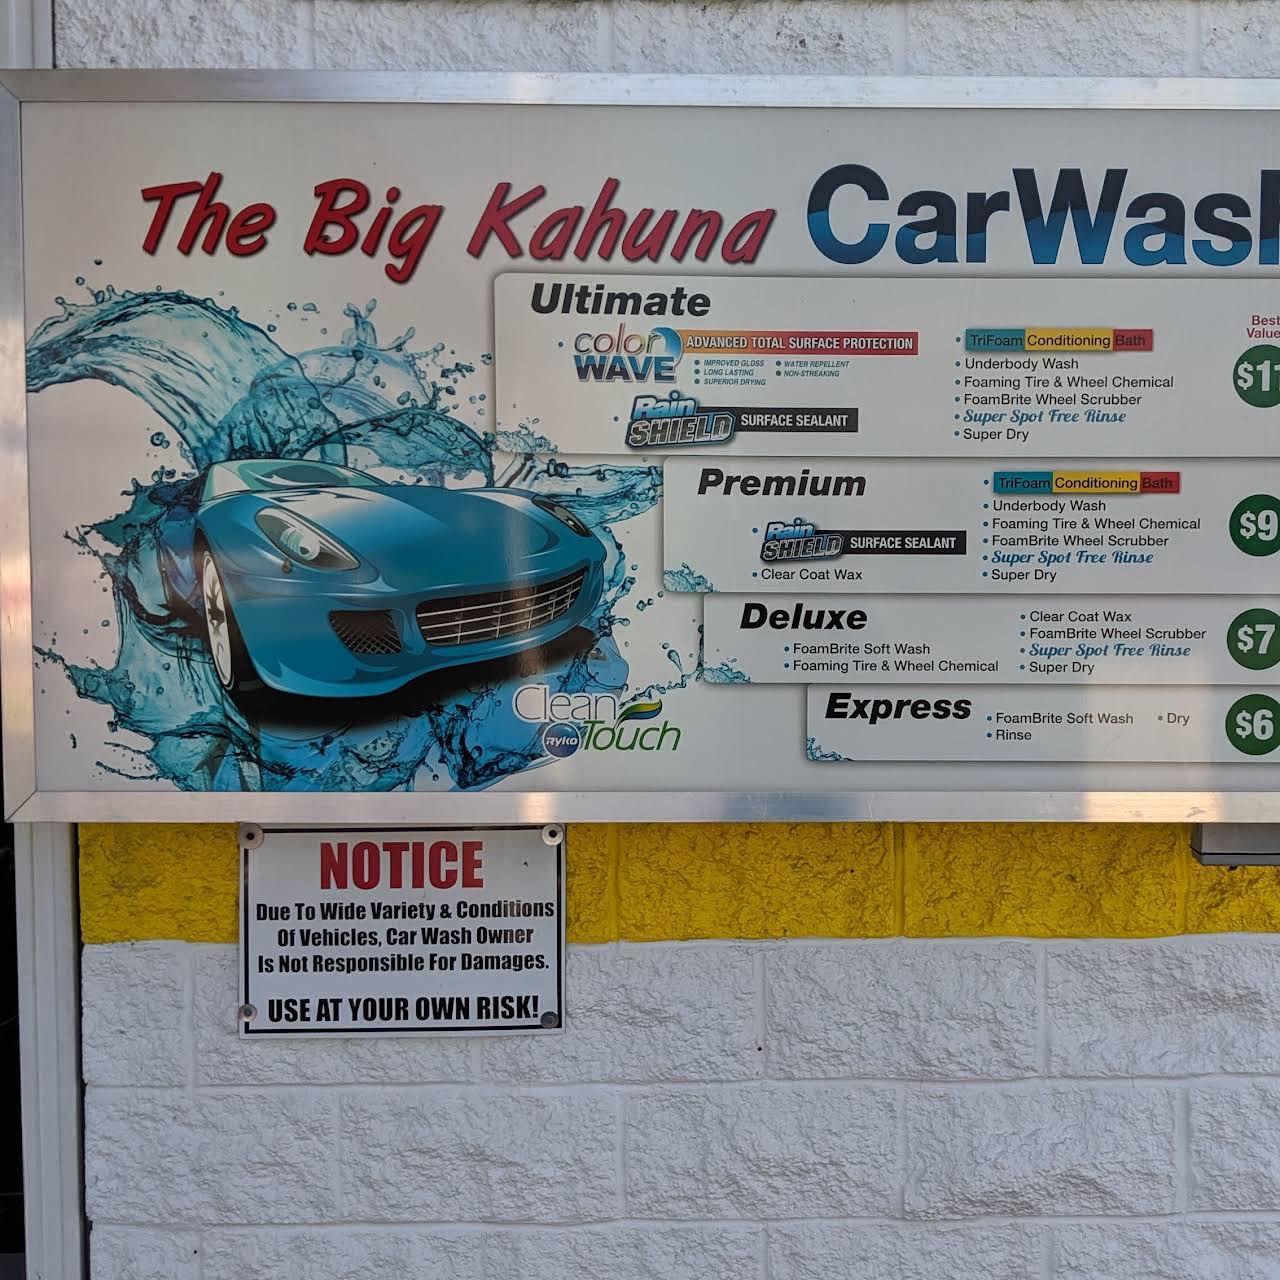 The Big Kahuna CarWash
Ultimate
color WAVE
ADVANCED TOTAL SURFACE PROTECTION
• IMPROVED GLOSS
• LONG LASTING
• SUPERIOR DRYING
• WATER REPELLENT
• NON-STREAKING
Rain SHIELD SURFACE SEALANT
• TriFoam Conditioning Bath
• Underbody Wash
• Foaming Tire & Wheel Chemical
• FoamBrite Wheel Scrubber
• Super Spot Free Rinse
• Super Dry
Best
Value
$11
Premium
• Rain SHIELD SURFACE SEALANT
• Clear Coat Wax
• TriFoam Conditioning Bath
• Underbody Wash
• Foaming Tire & Wheel Chemical
• FoamBrite Wheel Scrubber
• Super Spot Free Rinse
• Super Dry
$9
Deluxe
• FoamBrite Soft Wash
• Foaming Tire & Wheel Chemical
• Clear Coat Wax
• FoamBrite Wheel Scrubber
• Super Spot Free Rinse
• Super Dry
$7
Express
• FoamBrite Soft Wash • Dry
• Rinse
$6
Clean
Ryko Touch
NOTICE
Due To Wide Variety & Conditions
Of Vehicles, Car Wash Owner
Is Not Responsible For Damages.
USE AT YOUR OWN RISK!